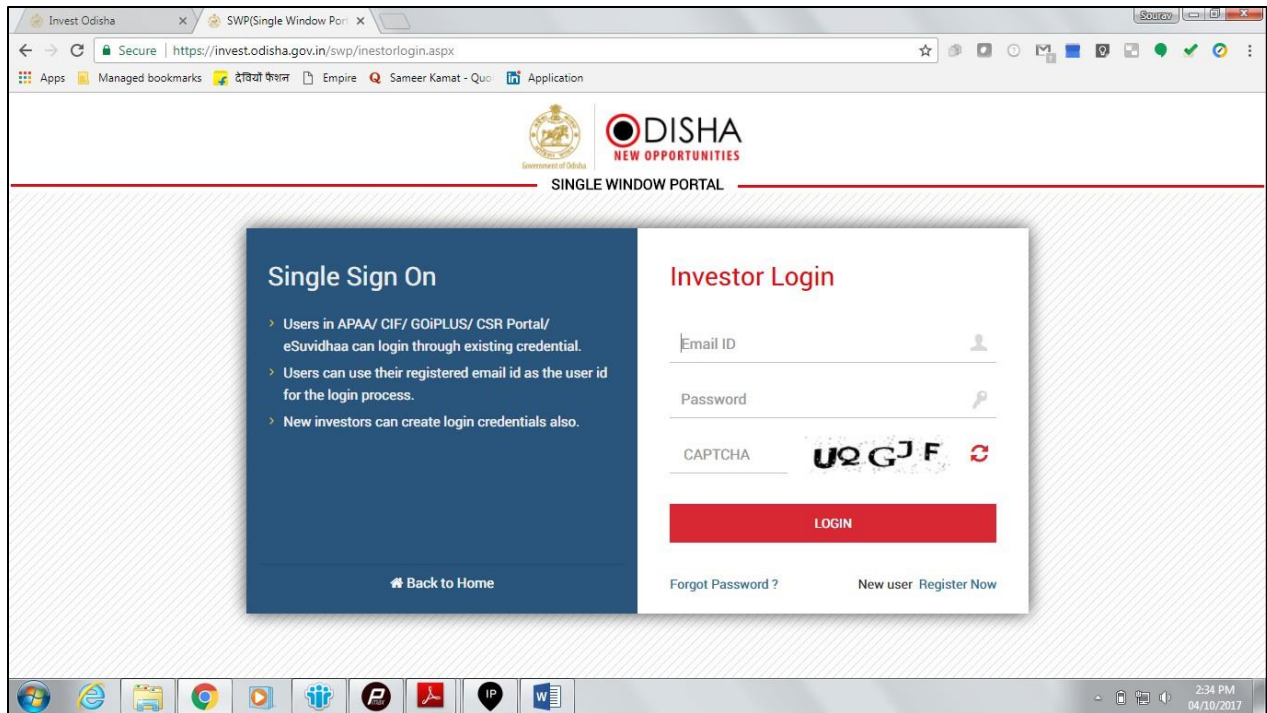 Invest Odisha
SWP(Single Window Port
Sourav
Secure https://invest.odisha.gov.in/swp/inestorlogin.aspx
Apps Managed bookmarks देवियों फैशन Empire Sameer Kamat - Quo Application
Government of Odisha
ODISHA
NEW OPPORTUNITIES
SINGLE WINDOW PORTAL
Single Sign On
Users in APAA/ CIF/ GOiPLUS/ CSR Portal/
eSuvidhaa can login through existing credential.
Users can use their registered email id as the user id
for the login process.
New investors can create login credentials also.
Back to Home
Investor Login
Email ID
Password
CAPTCHA UQGJF
LOGIN
Forgot Password ? New user Register Now
IP
2:34 PM
04/10/2017